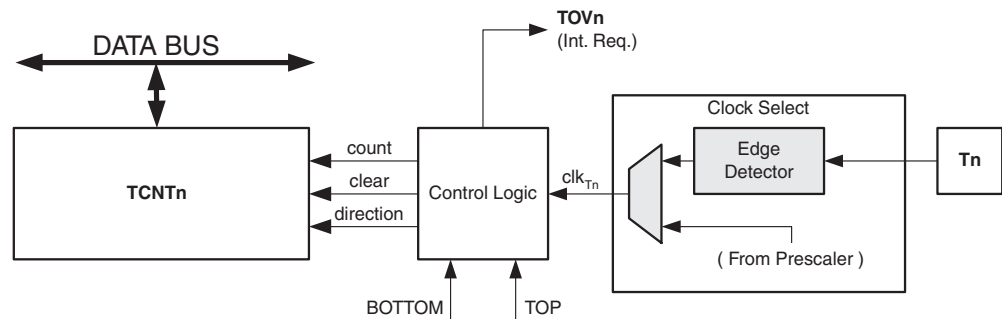 TOVn
(Int. Req.)
DATA BUS
Clock Select
TCNTn
count
clear
direction
Control Logic
clkTn
Edge
Detector
Tn
( From Prescaler )
BOTTOM
TOP